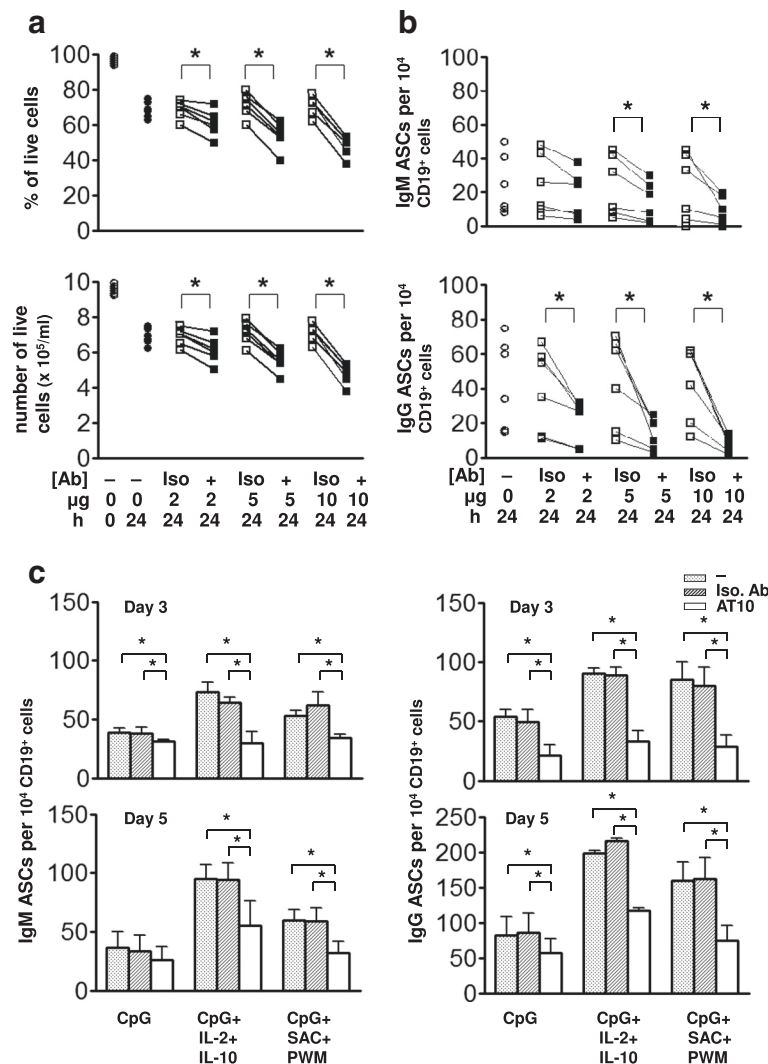 a
% of live cells
100
80
60
40
20
0
*
*
*
number of live
cells (x 10⁵/ml)
10
8
6
4
2
0
*
*
*
[Ab] – – Iso + Iso + Iso +
µg 0 0 2 2 5 5 10 10
h 0 24 24 24 24 24 24 24
b
IgM ASCs per 10⁴
CD19⁺ cells
100
80
60
40
20
0
*
*
IgG ASCs per 10⁴
CD19⁺ cells
100
80
60
40
20
0
*
*
*
– Iso + Iso + Iso +
0 2 2 5 5 10 10
24 24 24 24 24 24 24
c
–
Iso. Ab
AT10
IgM ASCs per 10⁴ CD19⁺ cells
Day 3
150
100
50
0
*
*
*
*
*
*
Day 5
150
100
50
0
*
*
*
*
CpG
CpG+
IL-2+
IL-10
CpG+
SAC+
PWM
IgG ASCs per 10⁴ CD19⁺ cells
Day 3
150
100
50
0
*
*
*
*
*
*
Day 5
250
200
150
100
50
0
*
*
*
*
*
*
CpG
CpG+
IL-2+
IL-10
CpG+
SAC+
PWM